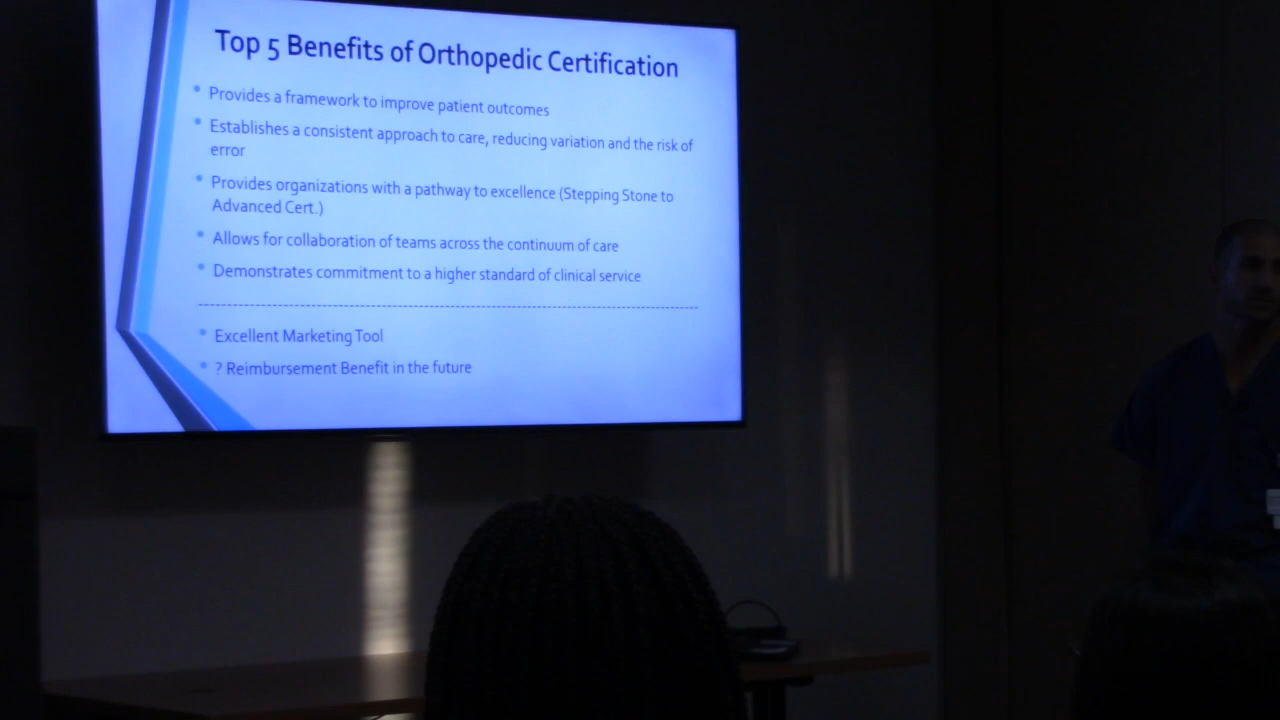 Top 5 Benefits of Orthopedic Certification
• Provides a framework to improve patient outcomes
• Establishes a consistent approach to care, reducing variation and the risk of
error
• Provides organizations with a pathway to excellence (Stepping Stone to
Advanced Cert.)
• Allows for collaboration of teams across the continuum of care
• Demonstrates commitment to a higher standard of clinical service
• Excellent Marketing Tool
• ? Reimbursement Benefit in the future